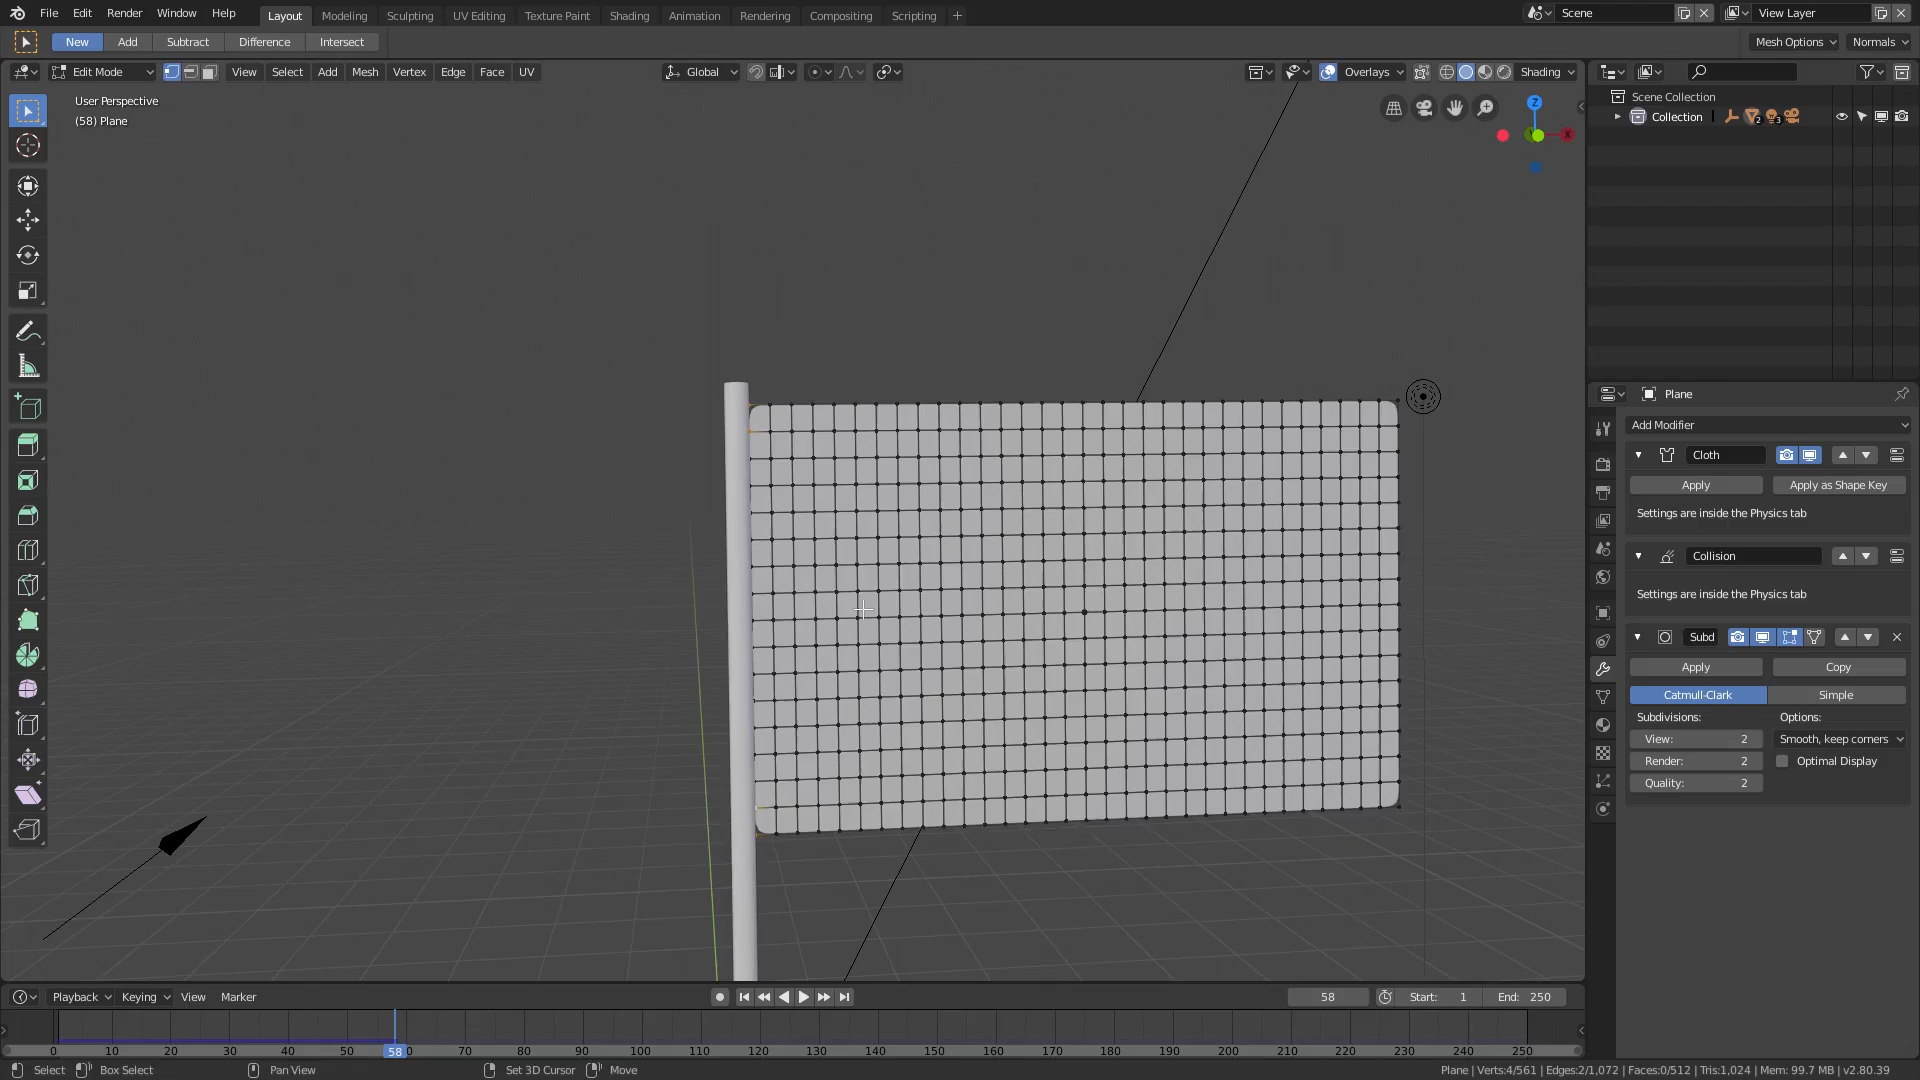 File Edit Render Window Help Layout Modeling Sculpting UV Editing Texture Paint Shading Animation Rendering Compositing Scripting + Scene View Layer
New Add Subtract Difference Intersect Mesh Options Normals
Edit Mode View Select Add Mesh Vertex Edge Face UV Global Overlays Shading
User Perspective
(58) Plane
Z
X
Scene Collection
Collection 2 3
Plane
Add Modifier
Cloth
Apply Apply as Shape Key
Settings are inside the Physics tab
Collision
Settings are inside the Physics tab
Subd
Apply Copy
Catmull-Clark Simple
Subdivisions: Options:
View: 2 Smooth, keep corners
Render: 2 Optimal Display
Quality: 2
Playback Keying View Marker 58 Start: 1 End: 250
0 10 20 30 40 50 58 0 70 80 90 100 110 120 130 140 150 160 170 180 190 200 210 220 230 240 250
Select Box Select Pan View Set 3D Cursor Move Plane | Verts:4/561 | Edges:2/1,072 | Faces:0/512 | Tris:1,024 | Mem: 99.7 MB | v2.80.39